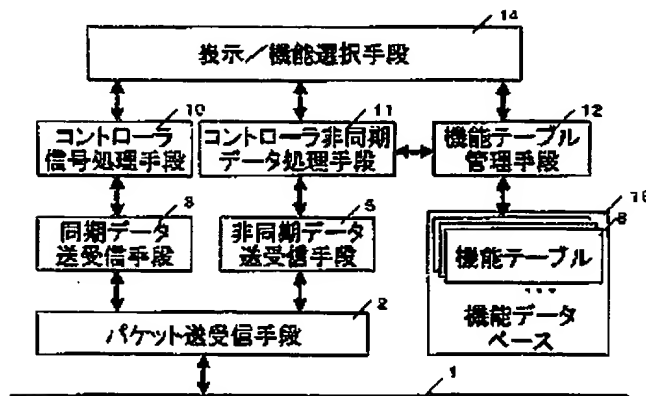 14
表示／機能選択手段
10
11
12
コントローラ
信号処理手段
コントローラ非同期
データ処理手段
機能テーブル
管理手段
3
5
同期データ
送受信手段
非同期データ
送受信手段
8
機能テーブル
...
機能データ
ベース
2
パケット送受信手段
1